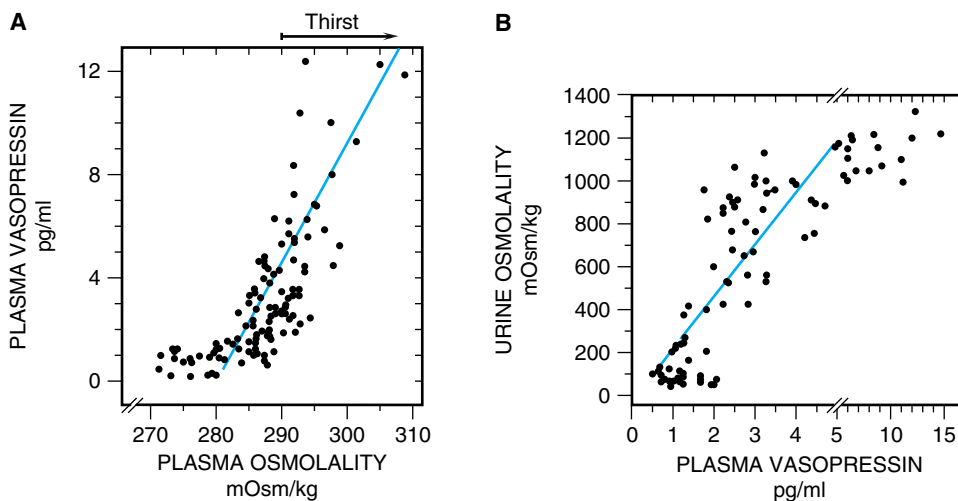 A
Thirst
PLASMA VASOPRESSIN
pg/ml
12
8
4
0
270 280 290 300 310
PLASMA OSMOLALITY
mOsm/kg
B
URINE OSMOLALITY
mOsm/kg
1400
1200
1000
800
600
400
200
0
0 1 2 3 4 5 10 15
PLASMA VASOPRESSIN
pg/ml